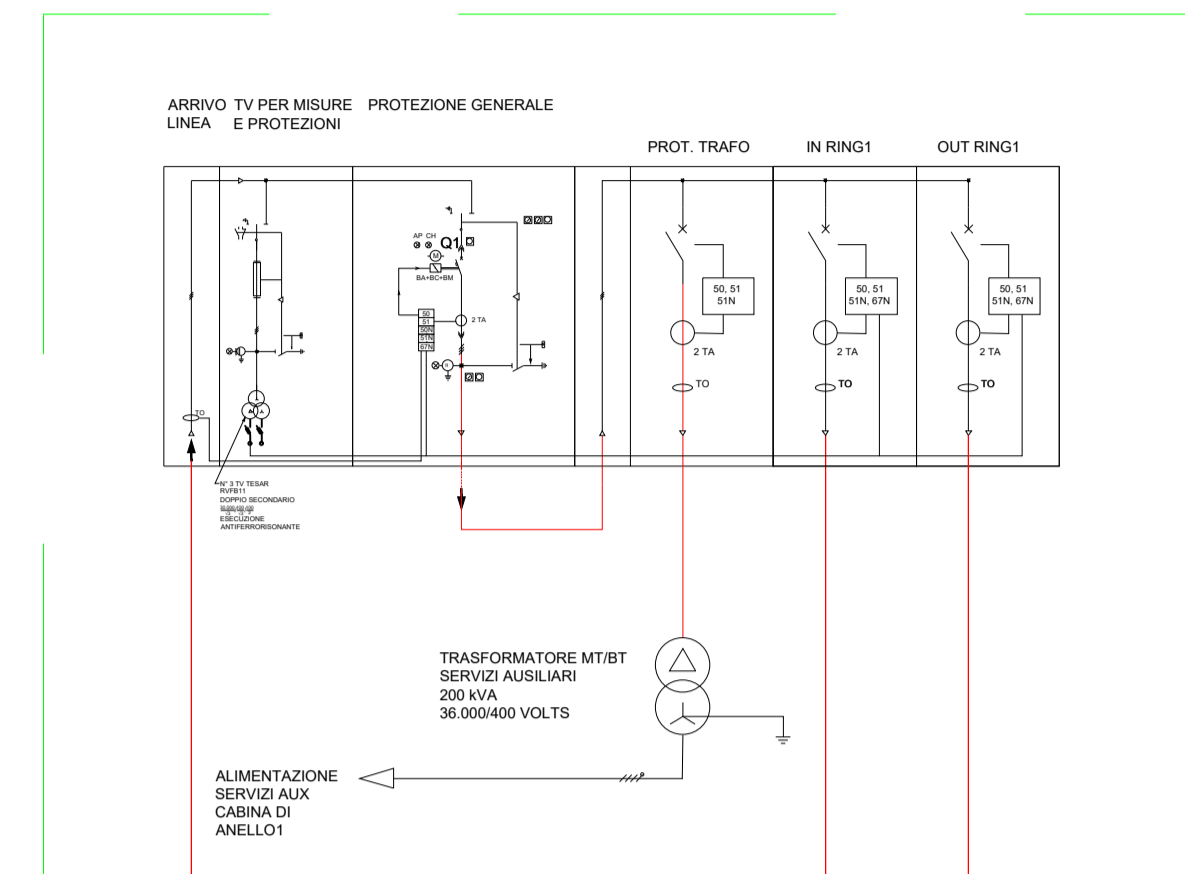 ARRIVO
LINEA
TV PER MISURE
E PROTEZIONI
PROTEZIONE GENERALE
PROT. TRAFO
IN RING1
OUT RING1
AP CH
Q1
M
BA+BC+BM
50
51
50N
51N
67N
2 TA
50, 51
51N
2 TA
TO
50, 51
51N, 67N
2 TA
TO
50, 51
51N, 67N
2 TA
TO
TO
N° 3 TV TESAR
RVFB11
DOPPIO SECONDARIO
ESECUZIONE
ANTIFERRORISONANTE
TRASFORMATORE MT/BT
SERVIZI AUSILIARI
200 kVA
36.000/400 VOLTS
ALIMENTAZIONE
SERVIZI AUX
CABINA DI
ANELLO1